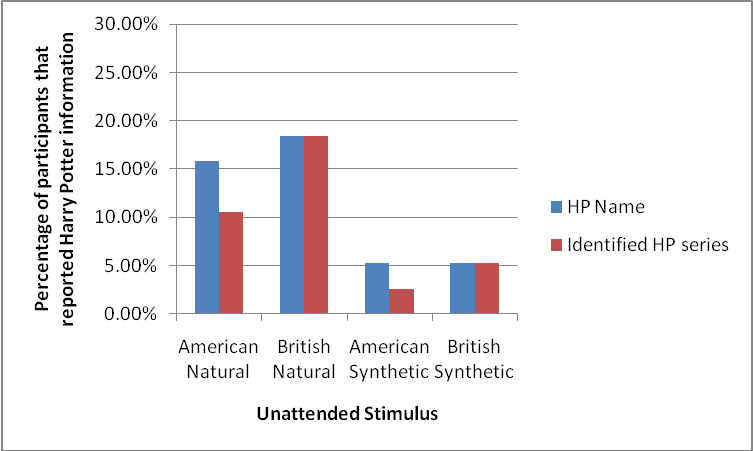 Percentage of participants that
reported Harry Potter information
30.00%
25.00%
20.00%
15.00%
10.00%
5.00%
0.00%
American
Natural
British
Natural
American
Synthetic
British
Synthetic
Unattended Stimulus
HP Name
Identified HP series